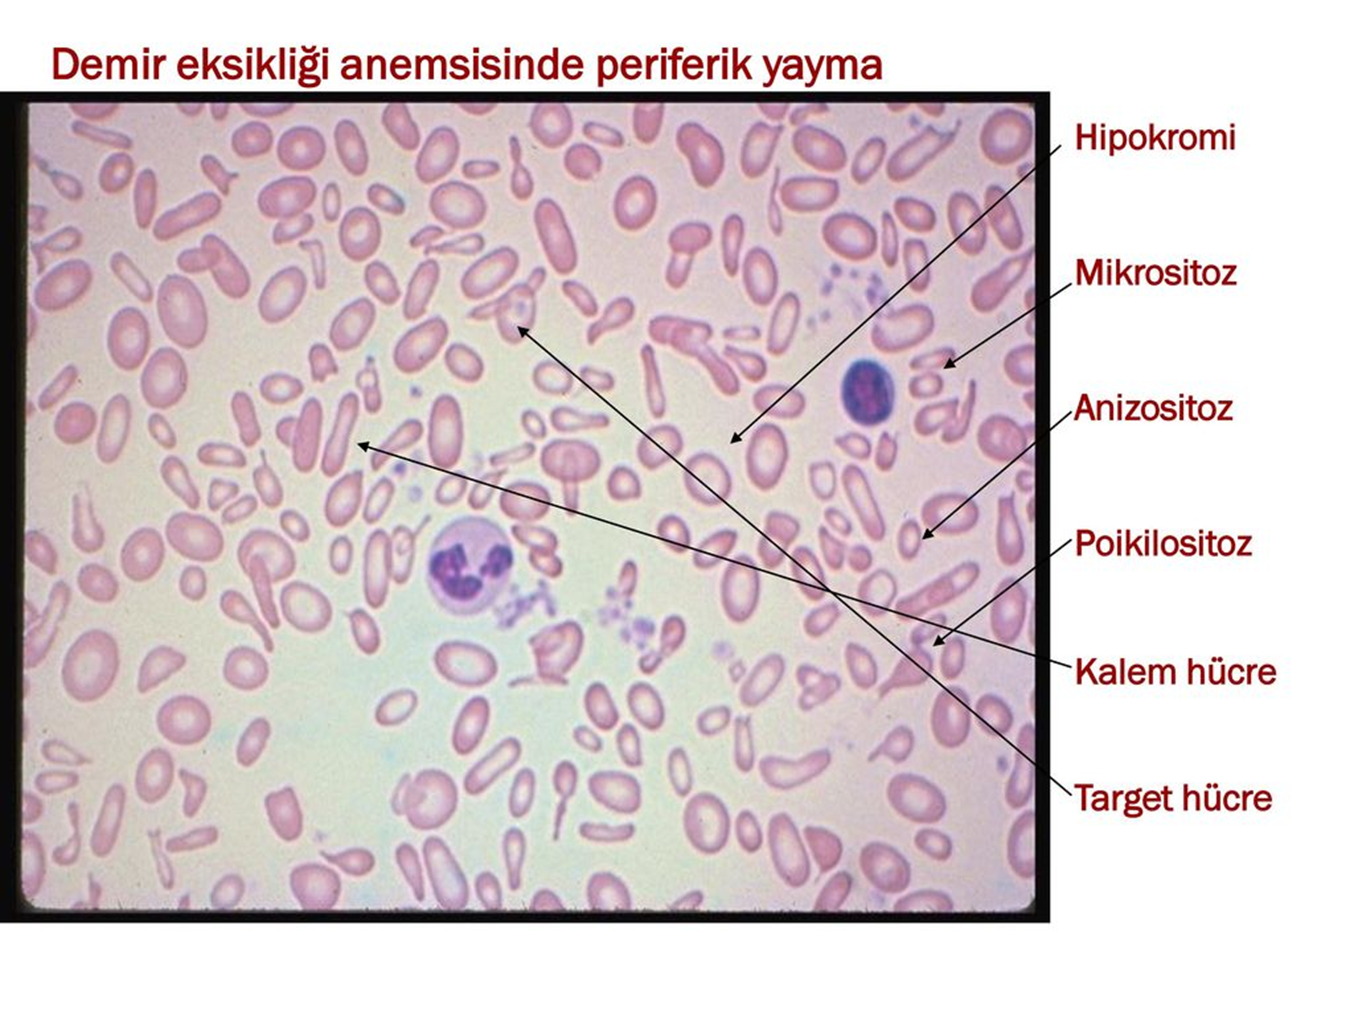 Demir eksikliği anemsisinde periferik yayma
Hipokromi
Mikrositoz
Anizositoz
Poikilositoz
Kalem hücre
Target hücre